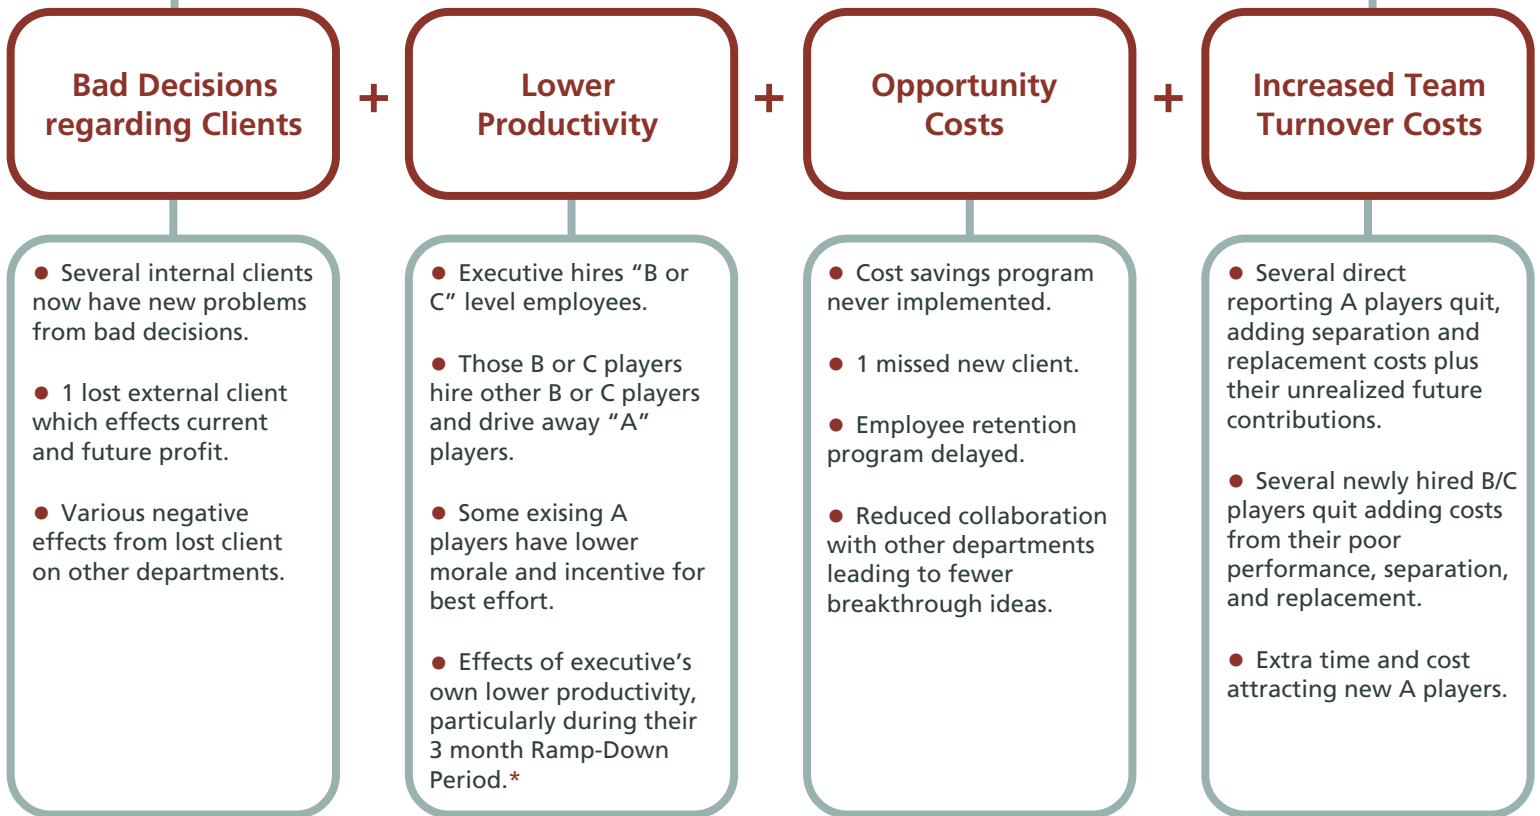 Bad Decisions
regarding Clients
+
Lower
Productivity
+
Opportunity
Costs
+
Increased Team
Turnover Costs
● Several internal clients
now have new problems
from bad decisions.
● 1 lost external client
which effects current
and future profit.
● Various negative
effects from lost client
on other departments.
● Executive hires “B or
C” level employees.
● Those B or C players
hire other B or C players
and drive away “A”
players.
● Some exising A
players have lower
morale and incentive for
best effort.
● Effects of executive’s
own lower productivity,
particularly during their
3 month Ramp-Down
Period.*
● Cost savings program
never implemented.
● 1 missed new client.
● Employee retention
program delayed.
● Reduced collaboration
with other departments
leading to fewer
breakthrough ideas.
● Several direct
reporting A players quit,
adding separation and
replacement costs plus
their unrealized future
contributions.
● Several newly hired B/C
players quit adding costs
from their poor
performance, separation,
and replacement.
● Extra time and cost
attracting new A players.